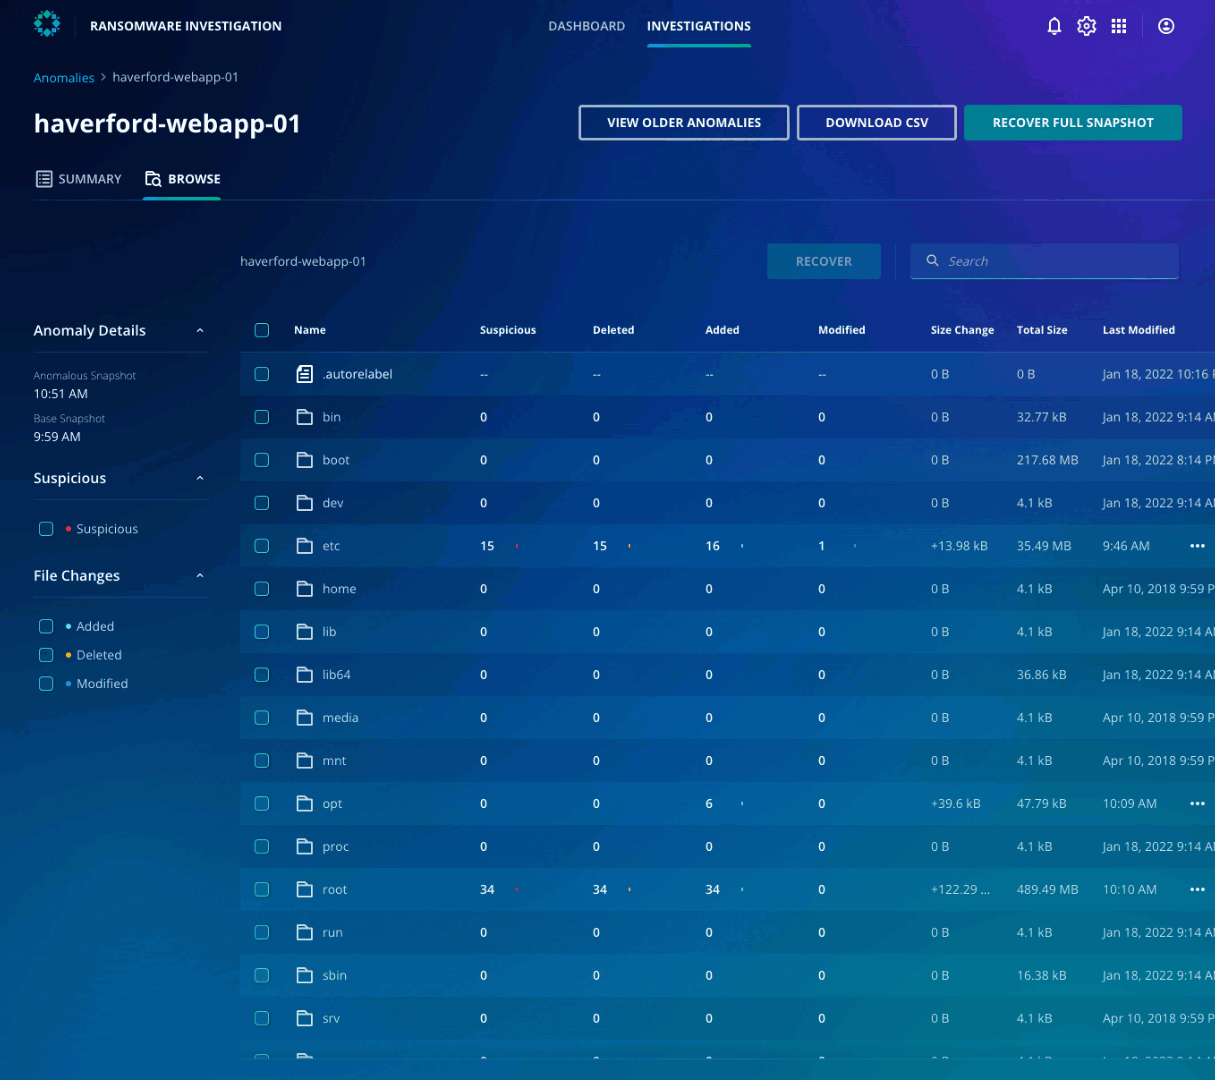 RANSOMWARE INVESTIGATION DASHBOARD INVESTIGATIONS
Anomalies > haverford-webapp-01
haverford-webapp-01 VIEW OLDER ANOMALIES DOWNLOAD CSV RECOVER FULL SNAPSHOT
SUMMARY BROWSE
haverford-webapp-01 RECOVER Search
Anomaly Details
Anomalous Snapshot
10:51 AM
Base Snapshot
9:59 AM
Suspicious
Suspicious
File Changes
Added
Deleted
Modified
Name Suspicious Deleted Added Modified Size Change Total Size Last Modified
.autorelabel -- -- -- -- 0 B 0 B Jan 18, 2022 10:16
bin 0 0 0 0 0 B 32.77 kB Jan 18, 2022 9:14
boot 0 0 0 0 0 B 217.68 MB Jan 18, 2022 8:14
dev 0 0 0 0 0 B 4.1 kB Jan 18, 2022 9:14
etc 15 15 16 1 +13.98 kB 35.49 MB 9:46 AM •••
home 0 0 0 0 0 B 4.1 kB Apr 10, 2018 9:59
lib 0 0 0 0 0 B 4.1 kB Jan 18, 2022 9:14
lib64 0 0 0 0 0 B 36.86 kB Jan 18, 2022 9:14
media 0 0 0 0 0 B 4.1 kB Apr 10, 2018 9:59
mnt 0 0 0 0 0 B 4.1 kB Apr 10, 2018 9:59
opt 0 0 6 0 +39.6 kB 47.79 kB 10:09 AM •••
proc 0 0 0 0 0 B 4.1 kB Jan 18, 2022 9:14
root 34 34 34 0 +122.29 ... 489.49 MB 10:10 AM •••
run 0 0 0 0 0 B 4.1 kB Jan 18, 2022 9:14
sbin 0 0 0 0 0 B 16.38 kB Jan 18, 2022 9:14
srv 0 0 0 0 0 B 4.1 kB Apr 10, 2018 9:59